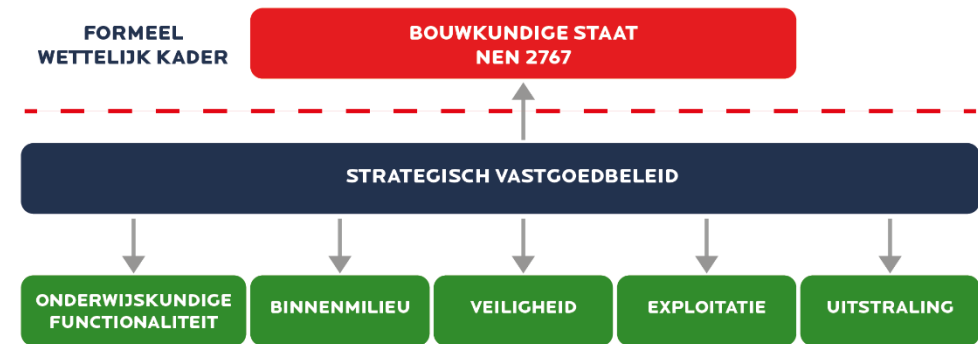 FORMEEL
WETTELIJK KADER
BOUWKUNDIGE STAAT
NEN 2767
STRATEGISCH VASTGOEDBELEID
ONDERWIJSKUNDIGE
FUNCTIONALITEIT
BINNENMILIEU
VEILIGHEID
EXPLOITATIE
UITSTRALING